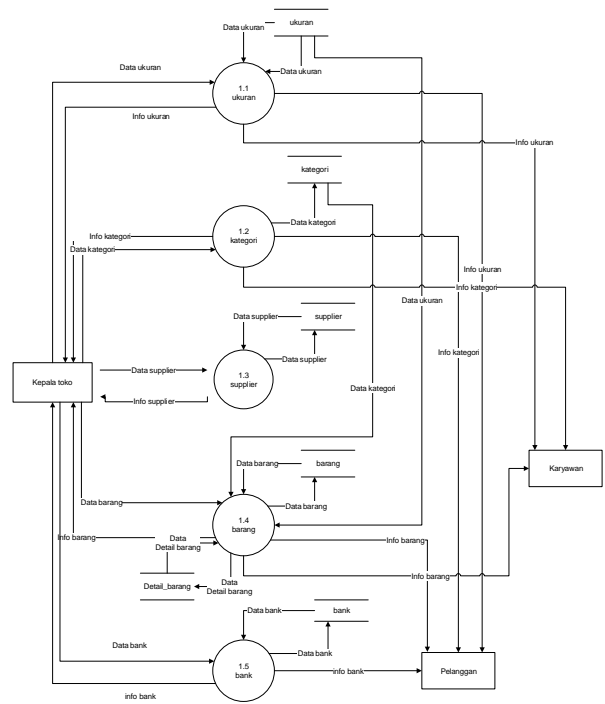 ukuran
Data ukuran
Data ukuran
Data ukuran
1.1
ukuran
Info ukuran
Info ukuran
kategori
Data kategori
1.2
kategori
Info kategori
Data kategori
Info ukuran
Info kategori
Data ukuran
Data supplier
supplier
Data supplier
Info kategori
1.3
supplier
Data supplier
Kepala toko
Info supplier
Data kategori
Data barang
barang
Karyawan
Data barang
Data barang
1.4
barang
Info barang
Data
Detail barang
Info barang
Info barang
Detail_barang
Data
Detail barang
Data bank
bank
Data bank
Data bank
1.5
bank
info bank
Pelanggan
info bank